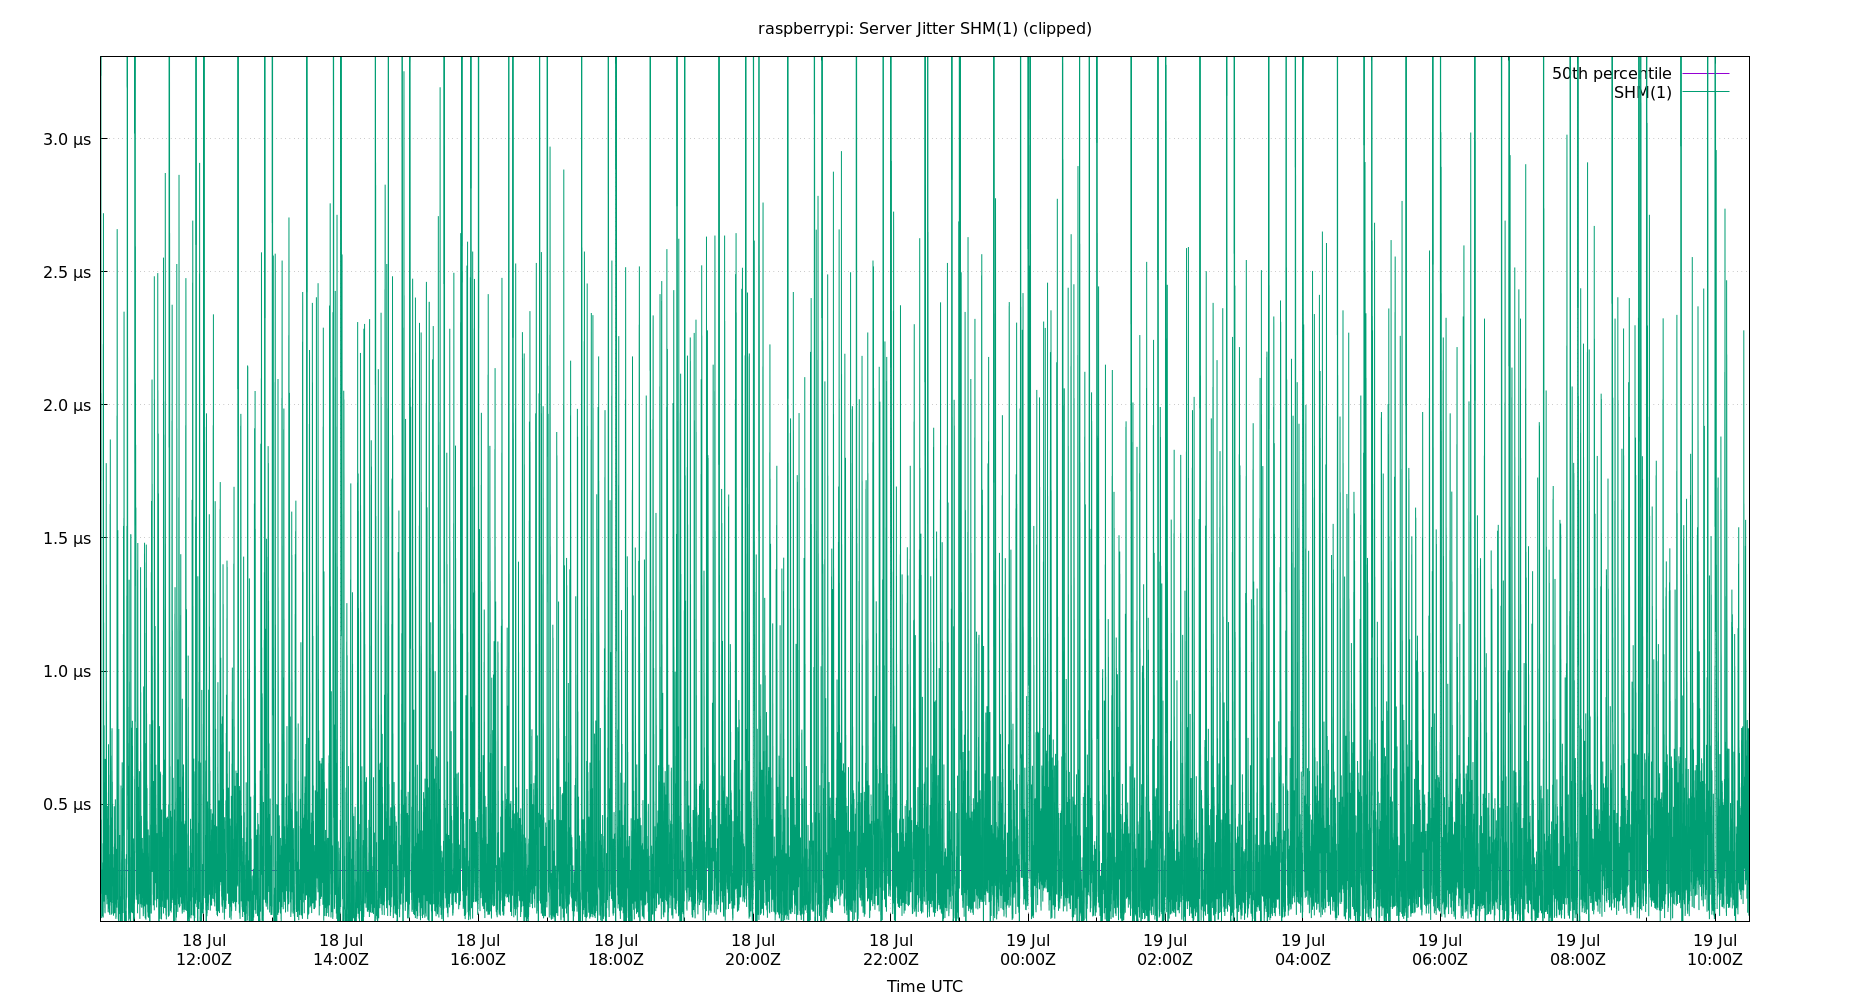 raspberrypi: Server Jitter SHM(1) (clipped)
50th percentile
SHM(1)
3.0 µs
2.5 µs
2.0 µs
1.5 µs
1.0 µs
0.5 µs
18 Jul 18 Jul 18 Jul 18 Jul 18 Jul 18 Jul 19 Jul 19 Jul 19 Jul 19 Jul 19 Jul 19 Jul
12:00Z 14:00Z 16:00Z 18:00Z 20:00Z 22:00Z 00:00Z 02:00Z 04:00Z 06:00Z 08:00Z 10:00Z
Time UTC